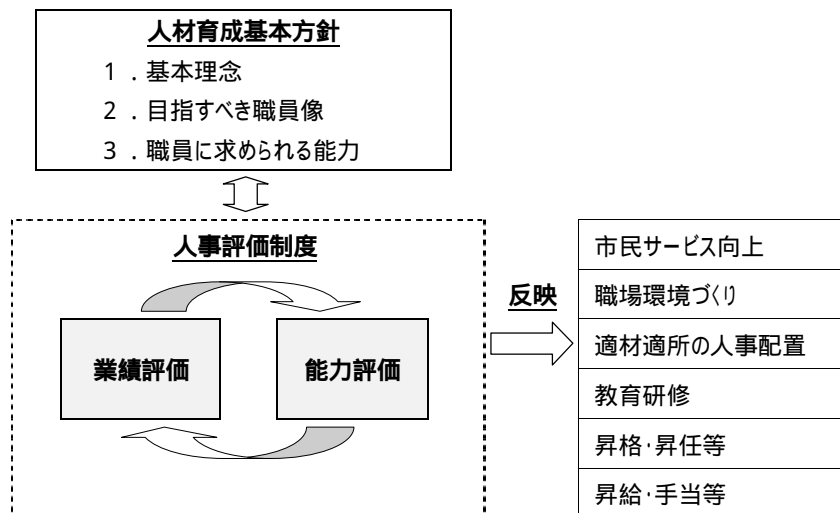 人材育成基本方針
1．基本理念
2．目指すべき職員像
3．職員に求められる能力
人事評価制度
業績評価
能力評価
反映
市民サービス向上
職場環境づくり
適材適所の人事配置
教育研修
昇格・昇任等
昇給・手当等